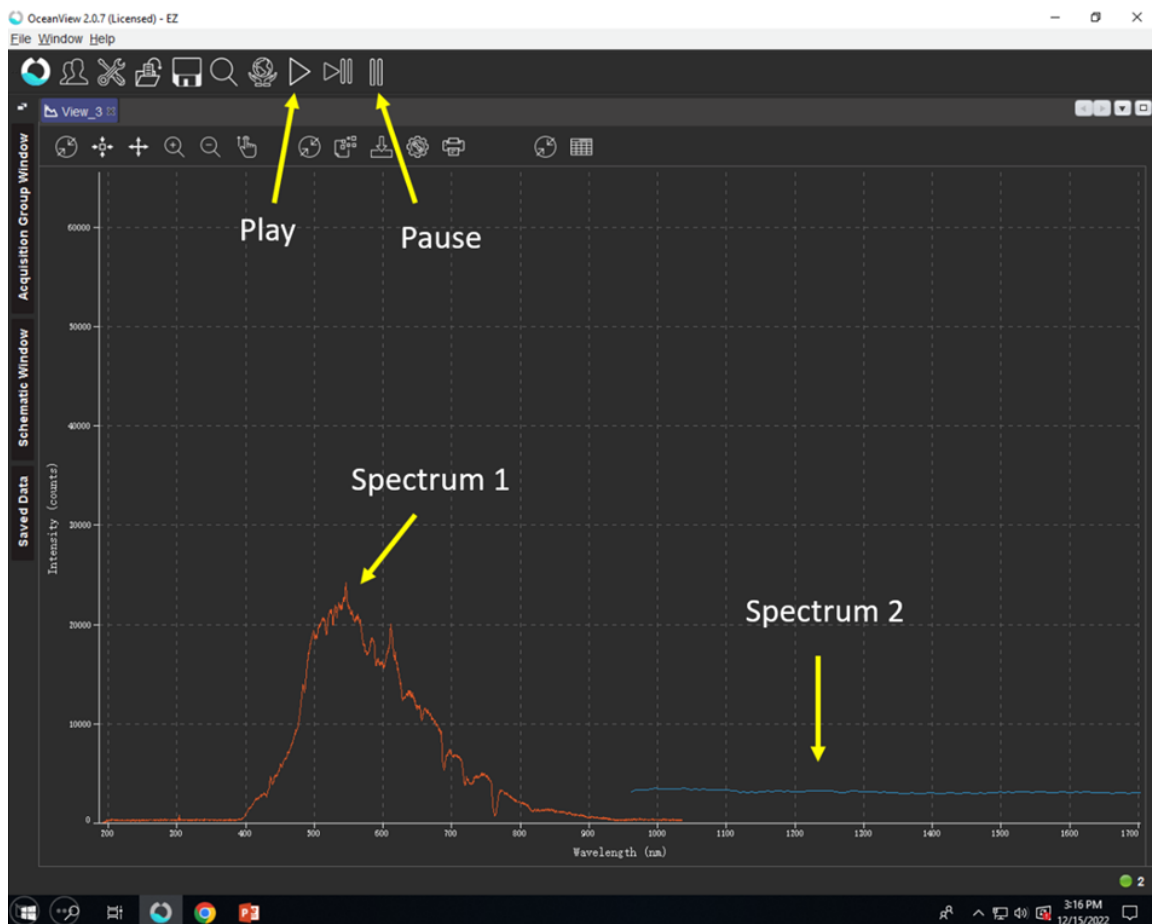 OceanView 2.0.7 (Licensed) - EZ
File Window Help
View_3
Acquisition Group Window
Schematic Window
Saved Data
Play
Pause
Spectrum 1
Spectrum 2
Intensity (counts)
60000
50000
40000
30000
20000
10000
0
200 300 400 500 600 700 800 900 1000 1100 1200 1300 1400 1500 1600 1700
Wavelength (nm)
2
3:16 PM
12/15/2022